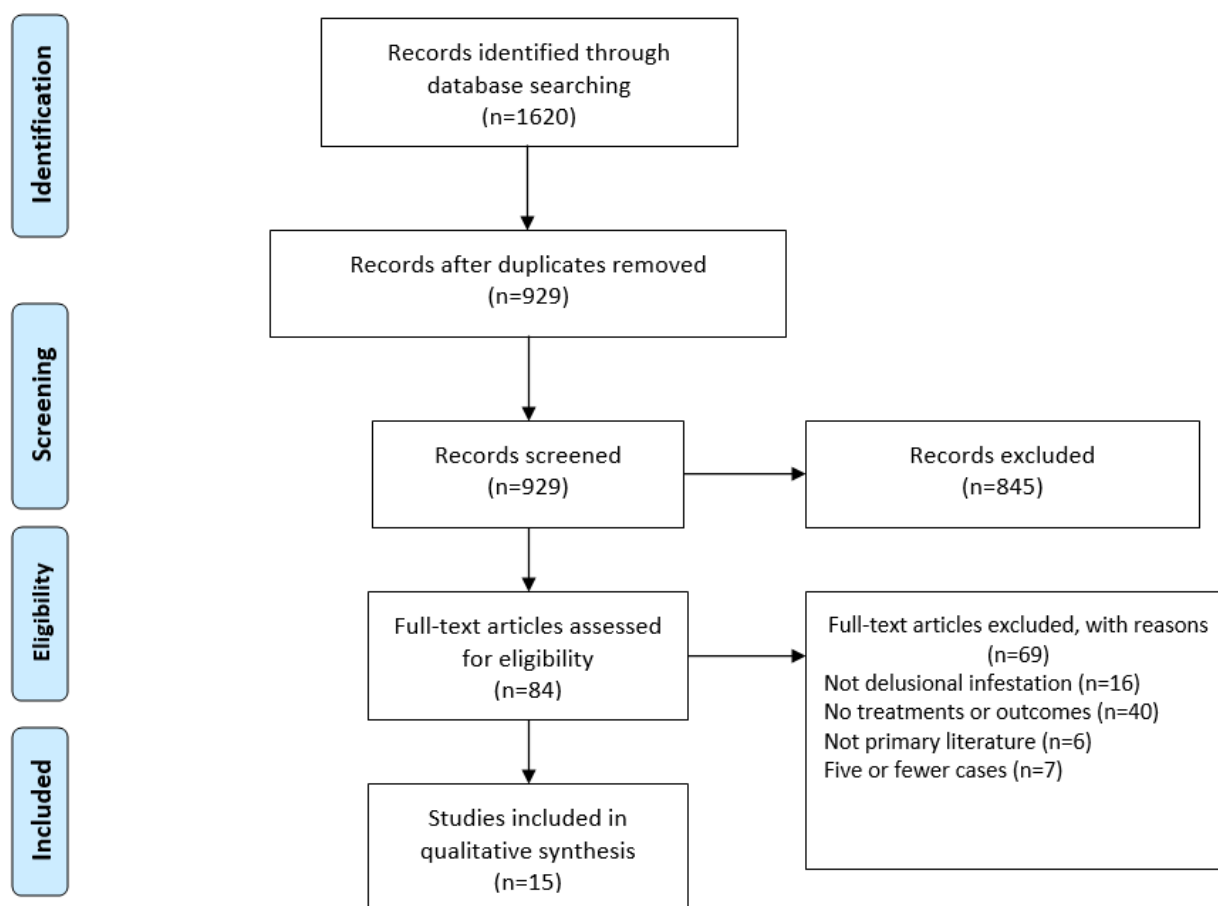 Identification
Records identified through
database searching
(n=1620)
Records after duplicates removed
(n=929)
Screening
Records screened
(n=929)
Records excluded
(n=845)
Eligibility
Full-text articles assessed
for eligibility
(n=84)
Full-text articles excluded, with reasons
(n=69)
Not delusional infestation (n=16)
No treatments or outcomes (n=40)
Not primary literature (n=6)
Five or fewer cases (n=7)
Included
Studies included in
qualitative synthesis
(n=15)